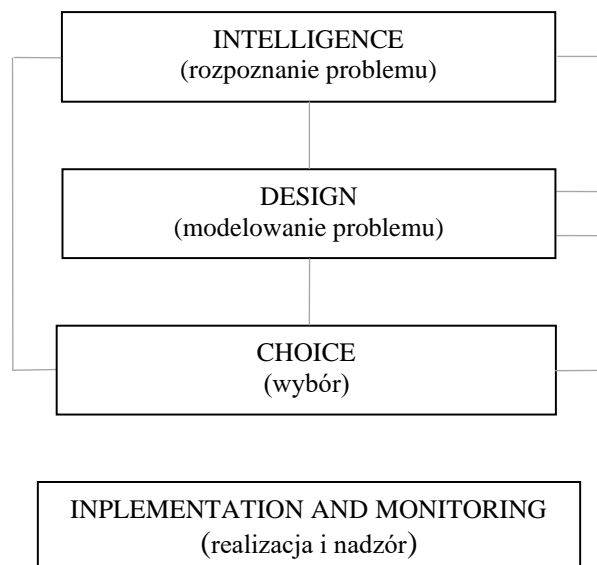 INTELLIGENCE
(rozpoznanie problemu)
DESIGN
(modelowanie problemu)
CHOICE
(wybór)
INPLEMENTATION AND MONITORING
(realizacja i nadzór)